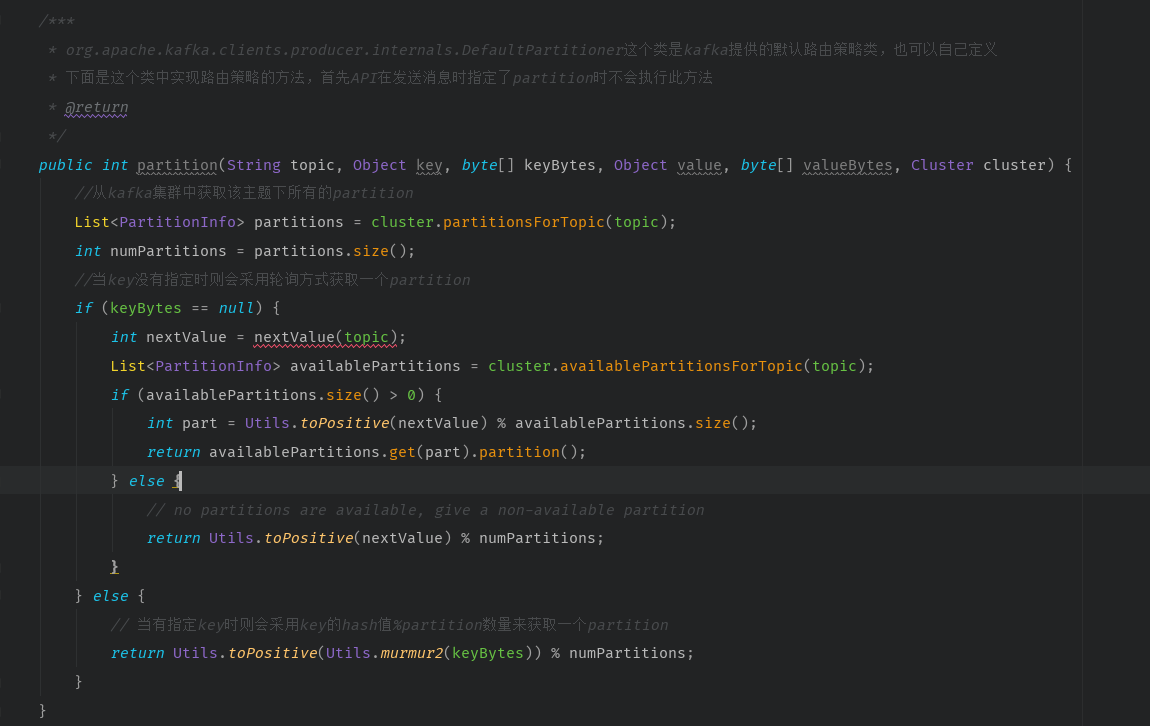 /***
 * org.apache.kafka.clients.producer.internals.DefaultPartitioner这个类是kafka提供的默认路由策略类，也可以自己定义
 * 下面是这个类中实现路由策略的方法，首先API在发送消息时指定了partition时不会执行此方法
 * @return
 */
public int partition(String topic, Object key, byte[] keyBytes, Object value, byte[] valueBytes, Cluster cluster) {
    //从kafka集群中获取该主题下所有的partition
    List<PartitionInfo> partitions = cluster.partitionsForTopic(topic);
    int numPartitions = partitions.size();
    //当key没有指定时则会采用轮询方式获取一个partition
    if (keyBytes == null) {
        int nextValue = nextValue(topic);
        List<PartitionInfo> availablePartitions = cluster.availablePartitionsForTopic(topic);
        if (availablePartitions.size() > 0) {
            int part = Utils.toPositive(nextValue) % availablePartitions.size();
            return availablePartitions.get(part).partition();
        } else {
            // no partitions are available, give a non-available partition
            return Utils.toPositive(nextValue) % numPartitions;
        }
    } else {
        // 当有指定key时则会采用key的hash值%partition数量来获取一个partition
        return Utils.toPositive(Utils.murmur2(keyBytes)) % numPartitions;
    }
}